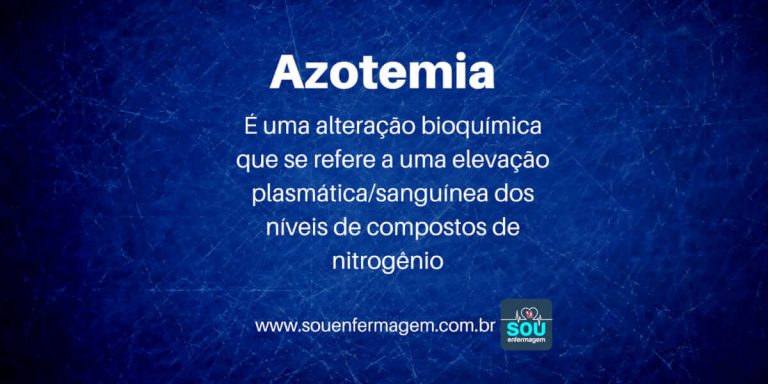 Azotemia
É uma alteração bioquímica
que se refere a uma elevação
plasmática/sanguínea dos
níveis de compostos de
nitrogênio
www.souenfermagem.com.br
SOU
enfermagem